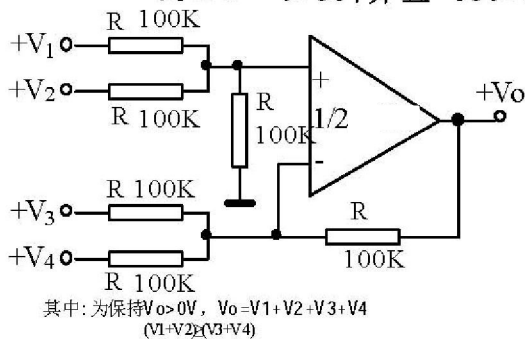 R 100K
+V1
+V2
R 100K
+
R
1/2
100K
+Vo
-
R 100K
+V3
R
+V4
R 100K
100K
其中: 为保持Vo>0V, Vo=V1+V2+V3+V4
(V1+V2)≥(V3+V4)